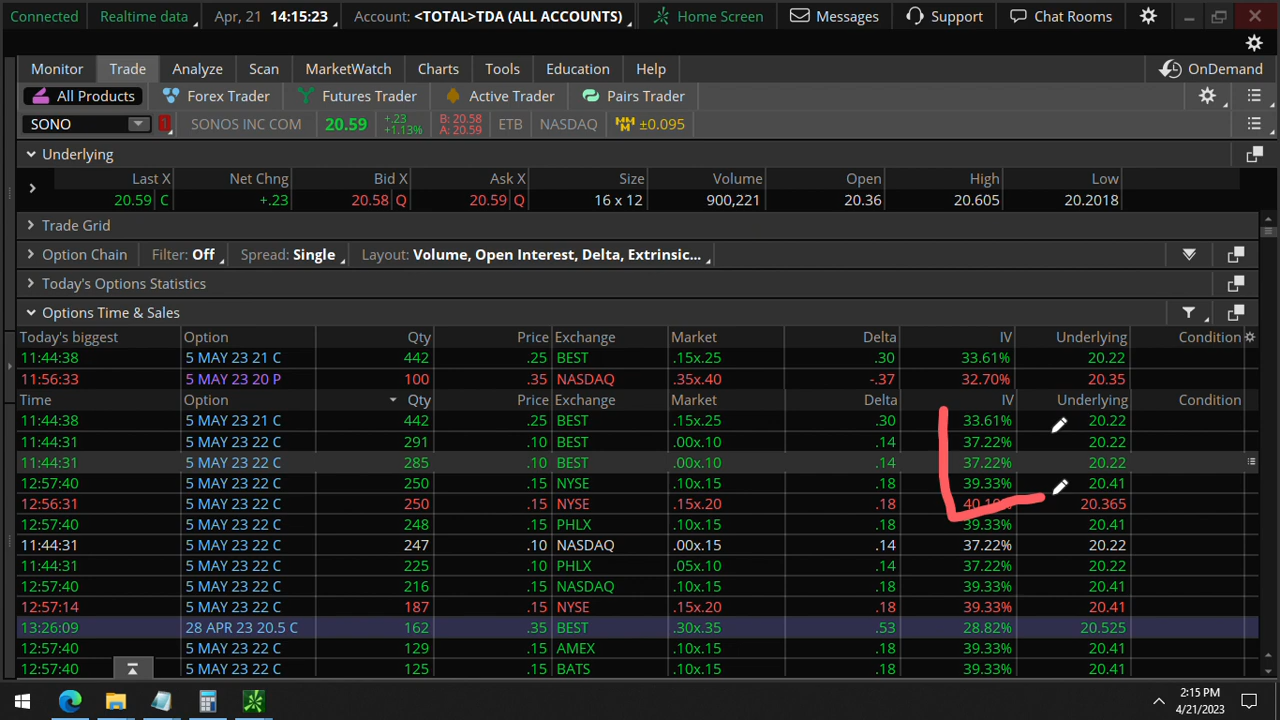 Connected Realtime data Apr, 21 14:15:23 Account: <TOTAL>TDA (ALL ACCOUNTS) Home Screen Messages Support Chat Rooms
Monitor Trade Analyze Scan MarketWatch Charts Tools Education Help OnDemand
All Products Forex Trader Futures Trader Active Trader Pairs Trader
SONO 1 SONOS INC COM 20.59 +.23 +1.13% B: 20.58 A: 20.59 ETB NASDAQ ±0.095
Underlying
Last X Net Chng Bid X Ask X Size Volume Open High Low
20.59 C +.23 20.58 Q 20.59 Q 16 x 12 900,221 20.36 20.605 20.2018
Trade Grid
Option Chain Filter: Off Spread: Single Layout: Volume, Open Interest, Delta, Extrinsic...
Today's Options Statistics
Options Time & Sales
Today's biggest Option Qty Price Exchange Market Delta IV Underlying Condition
11:44:38 5 MAY 23 21 C 442 .25 BEST .15x.25 .30 33.61% 20.22
11:56:33 5 MAY 23 20 P 100 .35 NASDAQ .35x.40 -.37 32.70% 20.35
Time Option Qty Price Exchange Market Delta IV Underlying Condition
11:44:38 5 MAY 23 21 C 442 .25 BEST .15x.25 .30 33.61% 20.22
11:44:31 5 MAY 23 22 C 291 .10 BEST .00x.10 .14 37.22% 20.22
11:44:31 5 MAY 23 22 C 285 .10 BEST .00x.10 .14 37.22% 20.22
12:57:40 5 MAY 23 22 C 250 .15 NYSE .10x.15 .18 39.33% 20.41
12:56:31 5 MAY 23 22 C 250 .15 NYSE .15x.20 .18 20.365
12:57:40 5 MAY 23 22 C 248 .15 PHLX .10x.15 .18 39.33% 20.41
11:44:31 5 MAY 23 22 C 247 .10 NASDAQ .00x.15 .14 37.22% 20.22
11:44:31 5 MAY 23 22 C 225 .10 PHLX .05x.10 .14 37.22% 20.22
12:57:40 5 MAY 23 22 C 216 .15 NASDAQ .10x.15 .18 39.33% 20.41
12:57:14 5 MAY 23 22 C 187 .15 NYSE .15x.20 .18 39.33% 20.41
13:26:09 28 APR 23 20.5 C 162 .35 BEST .30x.35 .53 28.82% 20.525
12:57:40 5 MAY 23 22 C 129 .15 AMEX .10x.15 .18 39.33% 20.41
12:57:40 5 MAY 23 22 C 125 .15 BATS .10x.15 .18 39.33% 20.41
2:15 PM
4/21/2023